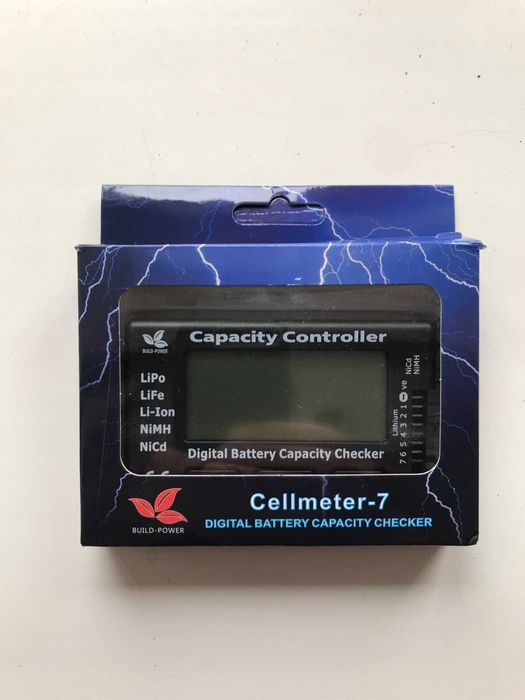 BUILD-POWER
Capacity Controller
LiPo
LiFe
Li-Ion
NiMH
NiCd
Digital Battery Capacity Checker
7 6 5 4 3 2 1 - ve
Lithium
NiCd
NiMH
BUILD-POWER
Cellmeter-7
DIGITAL BATTERY CAPACITY CHECKER